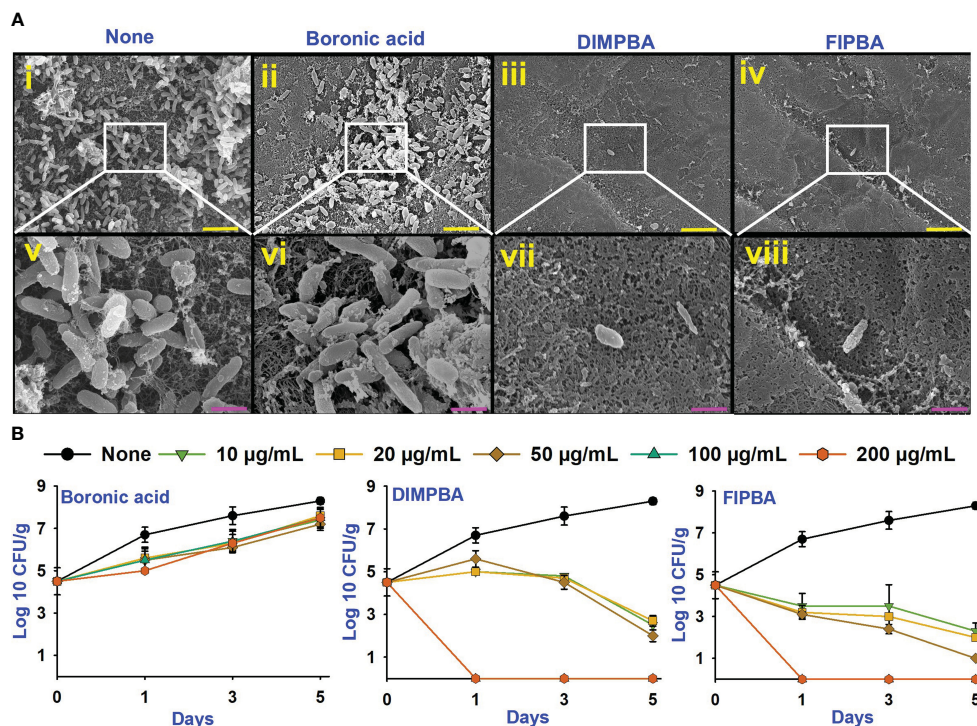 A
None Boronic acid DIMPBA FIPBA
i ii iii iv
v vi vii viii
B
None 10 µg/mL 20 µg/mL 50 µg/mL 100 µg/mL 200 µg/mL
Boronic acid
Log 10 CFU/g
9
7
5
3
1
0 1 3 5
Days
DIMPBA
Log 10 CFU/g
9
7
5
3
1
0 1 3 5
Days
FIPBA
Log 10 CFU/g
9
7
5
3
1
0 1 3 5
Days